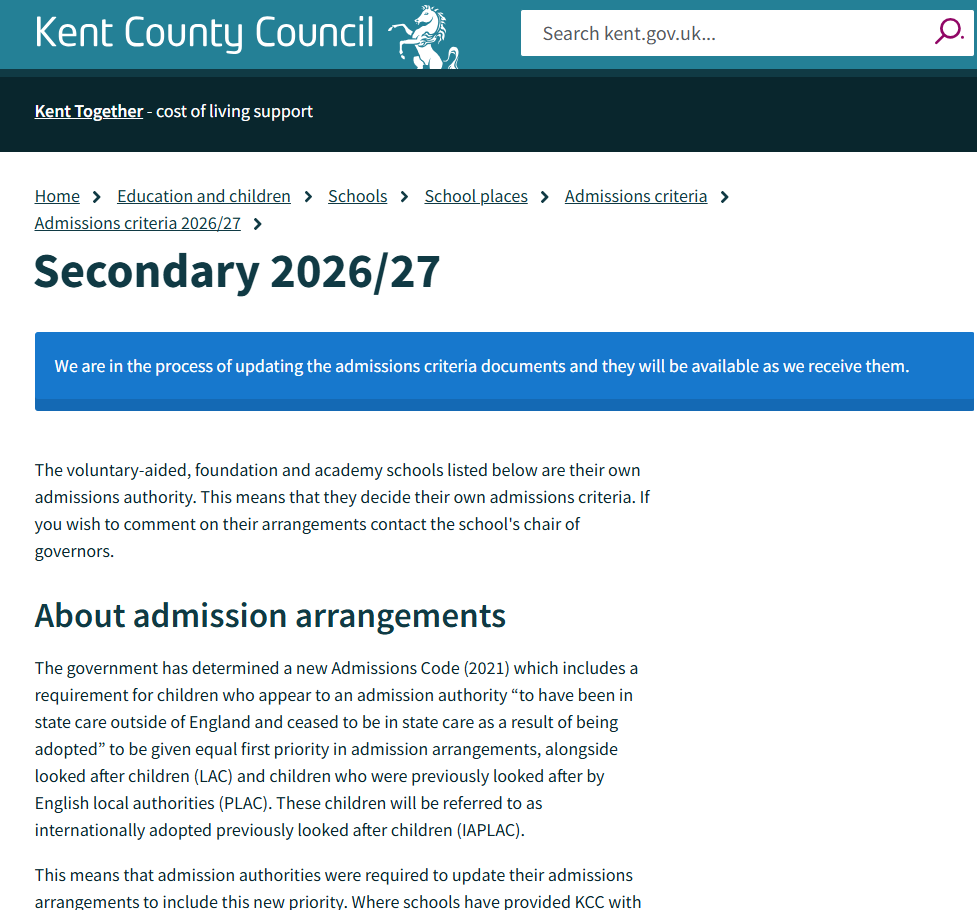 Kent County Council
Search kent.gov.uk...
Kent Together - cost of living support
Home > Education and children > Schools > School places > Admissions criteria >
Admissions criteria 2026/27 >
Secondary 2026/27
We are in the process of updating the admissions criteria documents and they will be available as we receive them.
The voluntary-aided, foundation and academy schools listed below are their own
admissions authority. This means that they decide their own admissions criteria. If
you wish to comment on their arrangements contact the school's chair of
governors.
About admission arrangements
The government has determined a new Admissions Code (2021) which includes a
requirement for children who appear to an admission authority “to have been in
state care outside of England and ceased to be in state care as a result of being
adopted” to be given equal first priority in admission arrangements, alongside
looked after children (LAC) and children who were previously looked after by
English local authorities (PLAC). These children will be referred to as
internationally adopted previously looked after children (IAPLAC).
This means that admission authorities were required to update their admissions
arrangements to include this new priority. Where schools have provided KCC with